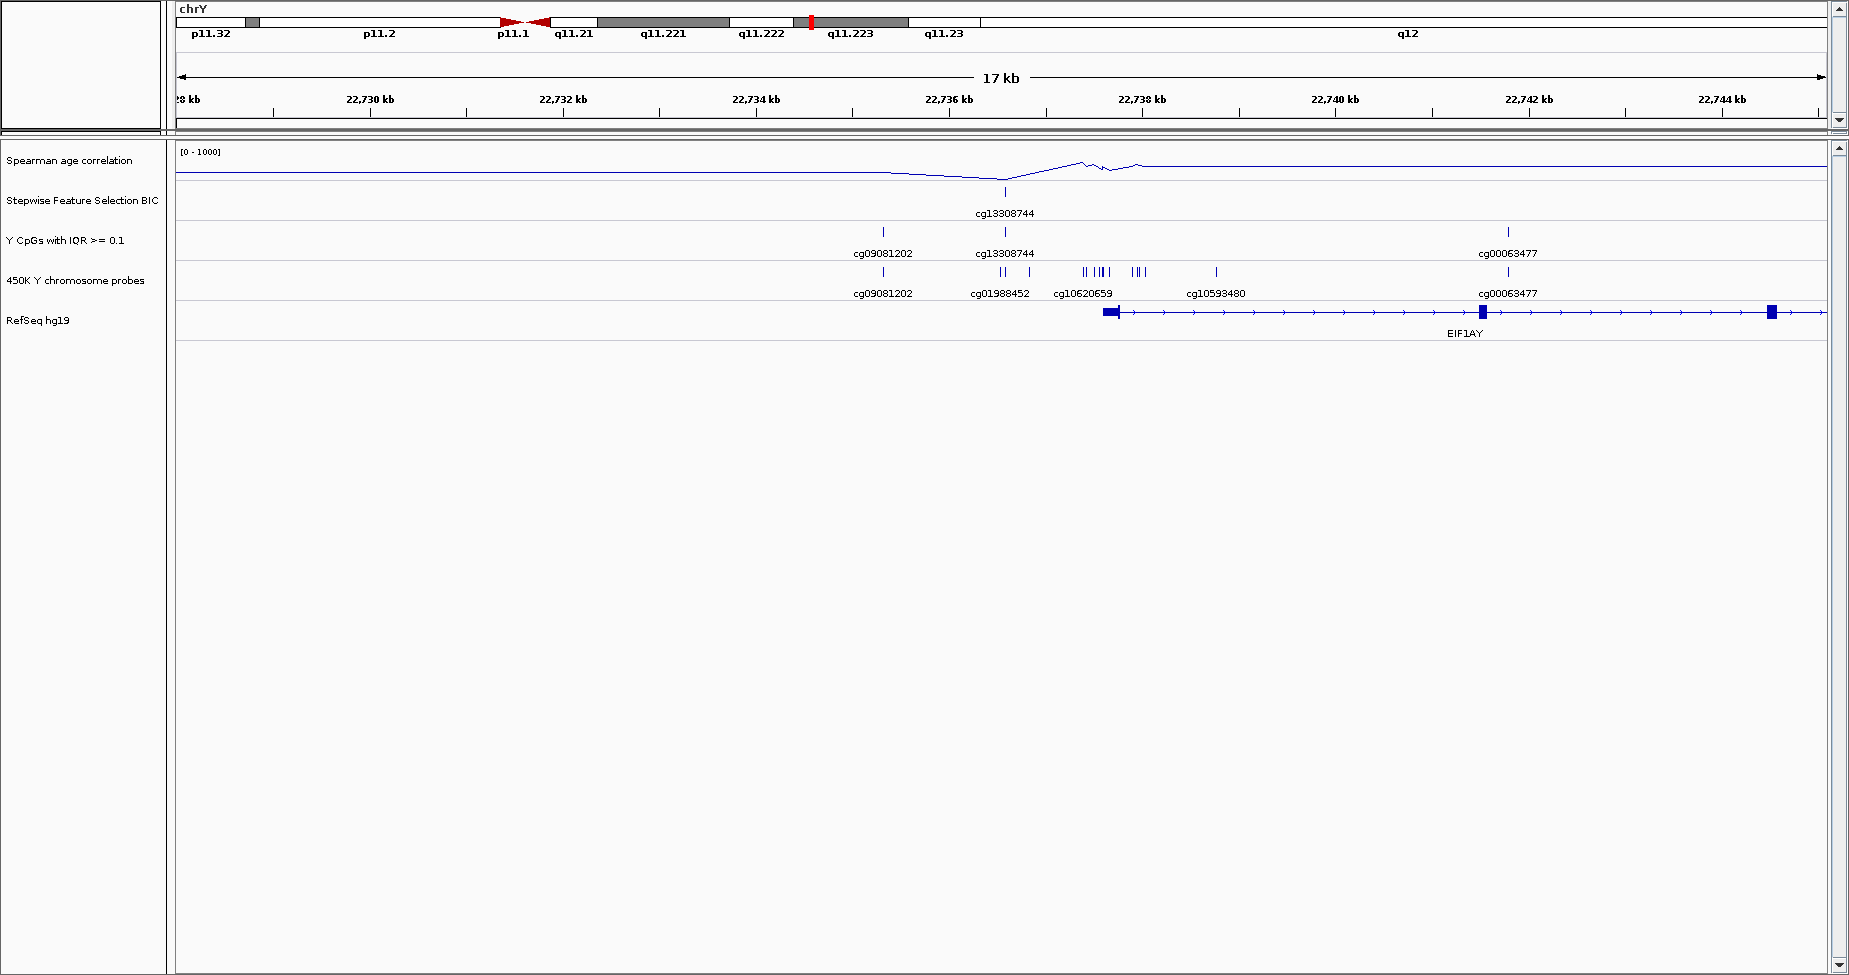 chrY
p11.32 p11.2 p11.1 q11.21 q11.221 q11.222 q11.223 q11.23 q12
17 kb
28 kb 22,730 kb 22,732 kb 22,734 kb 22,736 kb 22,738 kb 22,740 kb 22,742 kb 22,744 kb
[0 - 1000]
Spearman age correlation
Stepwise Feature Selection BIC
cg13308744
Y CpGs with IQR >= 0.1
cg09081202 cg13308744 cg00063477
450K Y chromosome probes
cg09081202 cg01988452 cg10620659 cg10593480 cg00063477
RefSeq hg19
EIF1AY